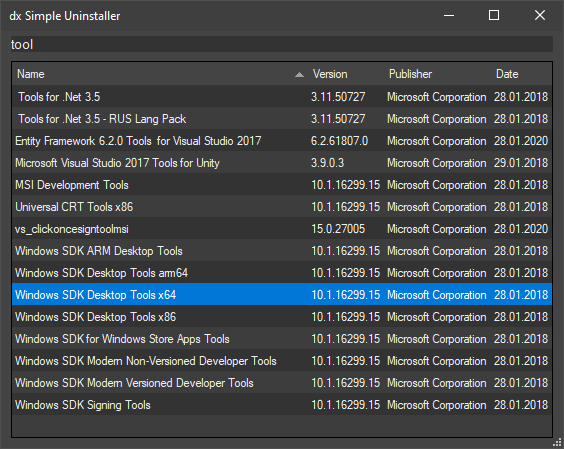 dx Simple Uninstaller
tool
Name Version Publisher Date
Tools for .Net 3.5 3.11.50727 Microsoft Corporation 28.01.2018
Tools for .Net 3.5 - RUS Lang Pack 3.11.50727 Microsoft Corporation 28.01.2018
Entity Framework 6.2.0 Tools for Visual Studio 2017 6.2.61807.0 Microsoft Corporation 28.01.2020
Microsoft Visual Studio 2017 Tools for Unity 3.9.0.3 Microsoft Corporation 29.01.2018
MSI Development Tools 10.1.16299.15 Microsoft Corporation 28.01.2018
Universal CRT Tools x86 10.1.16299.15 Microsoft Corporation 28.01.2018
vs_clickoncesigntoolmsi 15.0.27005 Microsoft Corporation 28.01.2020
Windows SDK ARM Desktop Tools 10.1.16299.15 Microsoft Corporation 28.01.2018
Windows SDK Desktop Tools arm64 10.1.16299.15 Microsoft Corporation 28.01.2018
Windows SDK Desktop Tools x64 10.1.16299.15 Microsoft Corporation 28.01.2018
Windows SDK Desktop Tools x86 10.1.16299.15 Microsoft Corporation 28.01.2018
Windows SDK for Windows Store Apps Tools 10.1.16299.15 Microsoft Corporation 28.01.2018
Windows SDK Modern Non-Versioned Developer Tools 10.1.16299.15 Microsoft Corporation 28.01.2018
Windows SDK Modern Versioned Developer Tools 10.1.16299.15 Microsoft Corporation 28.01.2018
Windows SDK Signing Tools 10.1.16299.15 Microsoft Corporation 28.01.2018